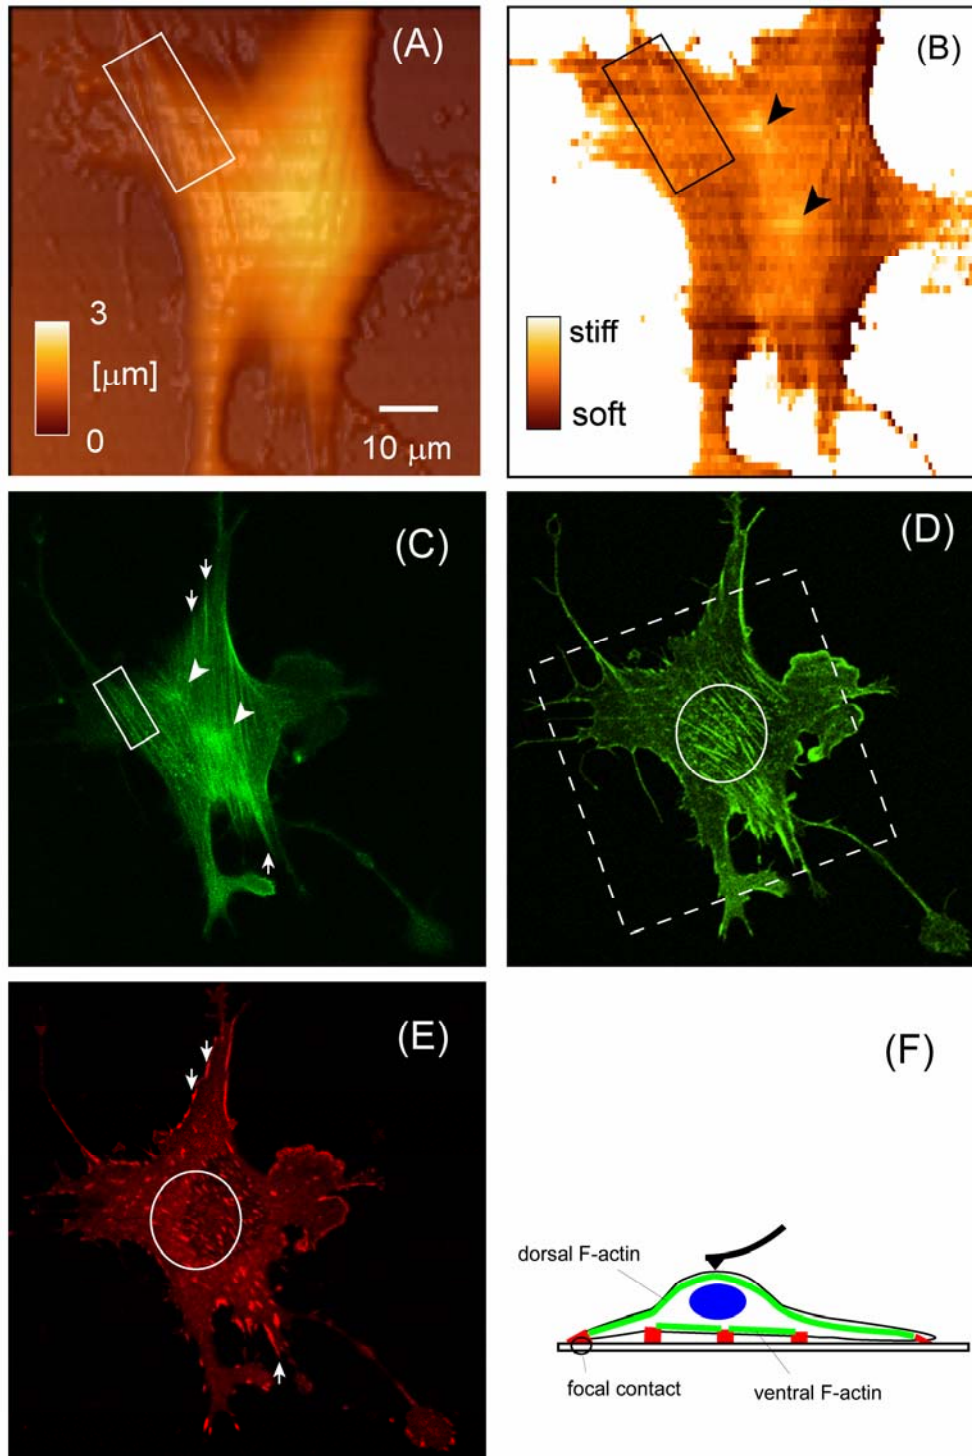 (A)
3
[μm]
0
10 μm
(B)
stiff
soft
(C)
(D)
(E)
(F)
dorsal F-actin
focal contact
ventral F-actin